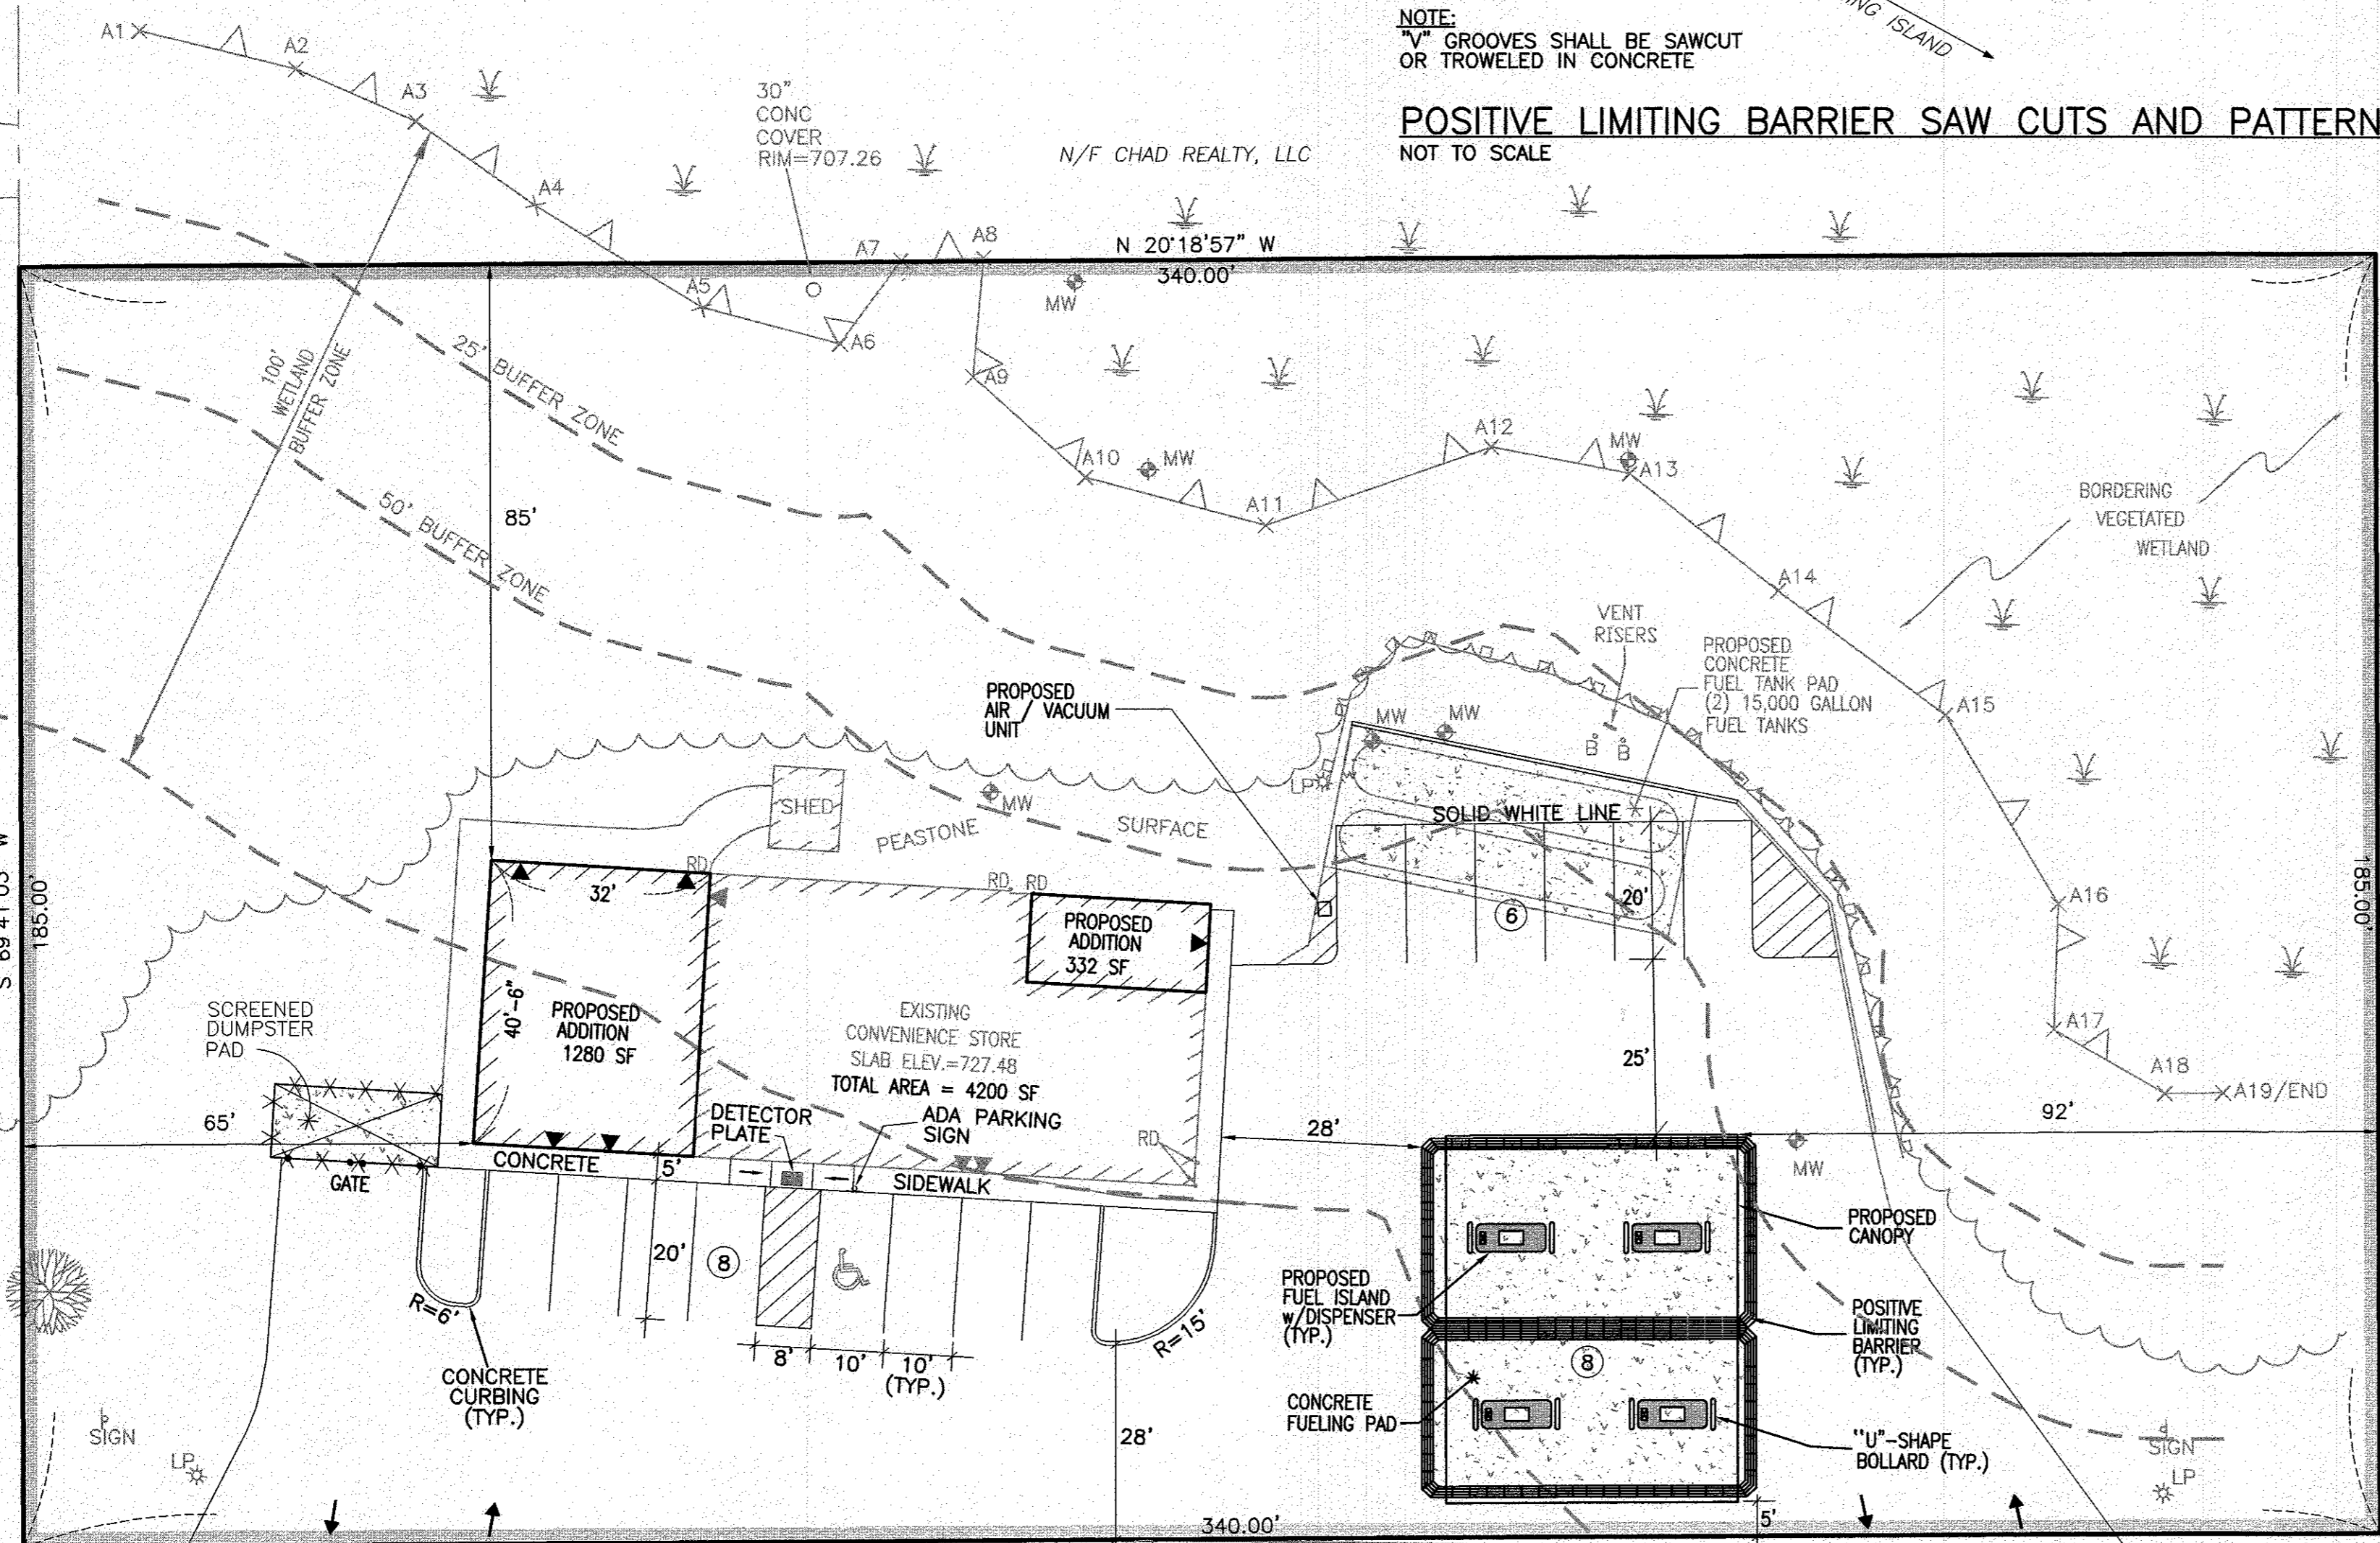 NOTE:
"V" GROOVES SHALL BE SAWCUT
OR TROWELED IN CONCRETE
POSITIVE LIMITING BARRIER SAW CUTS AND PATTERN
NOT TO SCALE
ISLAND
A1
A2
A3
A4
A5
A6
A7
A8
A9
A10
A11
A12
A13
A14
A15
A16
A17
A18
A19/END
30"
CONC
COVER
RIM=707.26
N/F CHAD REALTY, LLC
N 20°18'57" W
340.00'
MW
MW
MW
100'
WETLAND
BUFFER ZONE
25' BUFFER ZONE
50' BUFFER ZONE
85'
BORDERING
VEGETATED
WETLAND
VENT
RISERS
PROPOSED
CONCRETE
FUEL TANK PAD
(2) 15,000 GALLON
FUEL TANKS
PROPOSED
AIR / VACUUM
UNIT
MW
MW
B
B
LP
SHED
MW
PEASTONE
SURFACE
SOLID WHITE LINE
20'
6
185.00'
185.00'
RD
RD
RD
32'
40'-6"
PROPOSED
ADDITION
1280 SF
PROPOSED
ADDITION
332 SF
EXISTING
CONVENIENCE STORE
SLAB ELEV.=727.48
TOTAL AREA = 4200 SF
SCREENED
DUMPSTER
PAD
65'
DETECTOR
PLATE
ADA PARKING
SIGN
RD
28'
25'
92'
MW
GATE
CONCRETE
5'
SIDEWALK
20'
8
R=6'
R=15'
8'
10'
10'
(TYP.)
CONCRETE
CURBING
(TYP.)
PROPOSED
FUEL ISLAND
w/DISPENSER
(TYP.)
PROPOSED
CANOPY
POSITIVE
LIMITING
BARRIER
(TYP.)
8
CONCRETE
FUELING PAD
"U"-SHAPE
BOLLARD (TYP.)
SIGN
LP
28'
SIGN
LP
340.00'
5'